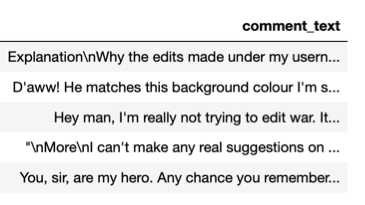 comment_text
Explanation\nWhy the edits made under my usern...
D'aww! He matches this background colour I'm s...
Hey man, I'm really not trying to edit war. It...
"\nMore\nI can't make any real suggestions on ...
You, sir, are my hero. Any chance you remember...